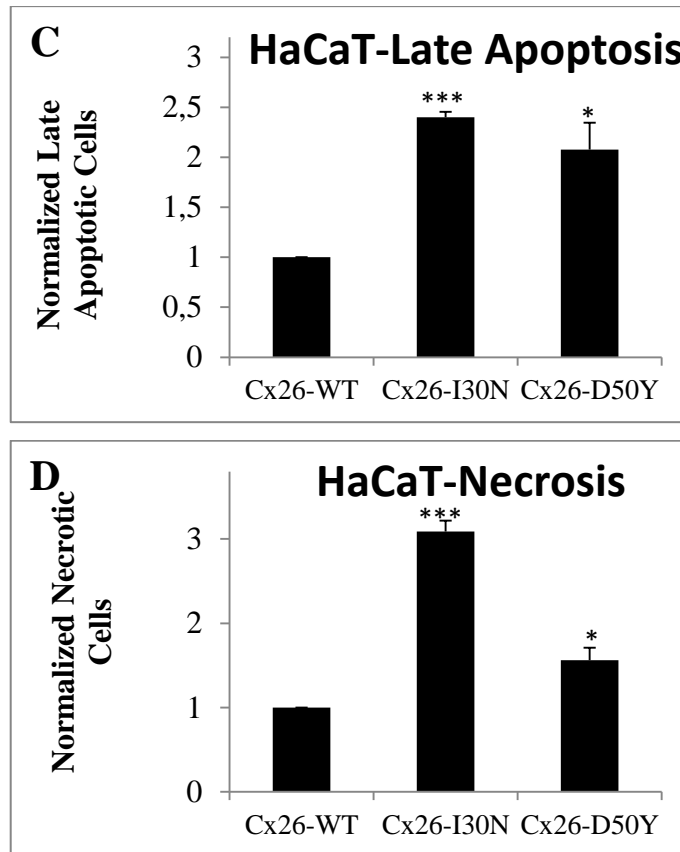 C
HaCaT-Late Apoptosis
Normalized Late
Apoptotic Cells
3
2,5
2
1,5
1
0,5
0
***
*
Cx26-WT Cx26-I30N Cx26-D50Y
D
HaCaT-Necrosis
Normalized Necrotic
Cells
3
2
1
0
***
*
Cx26-WT Cx26-I30N Cx26-D50Y